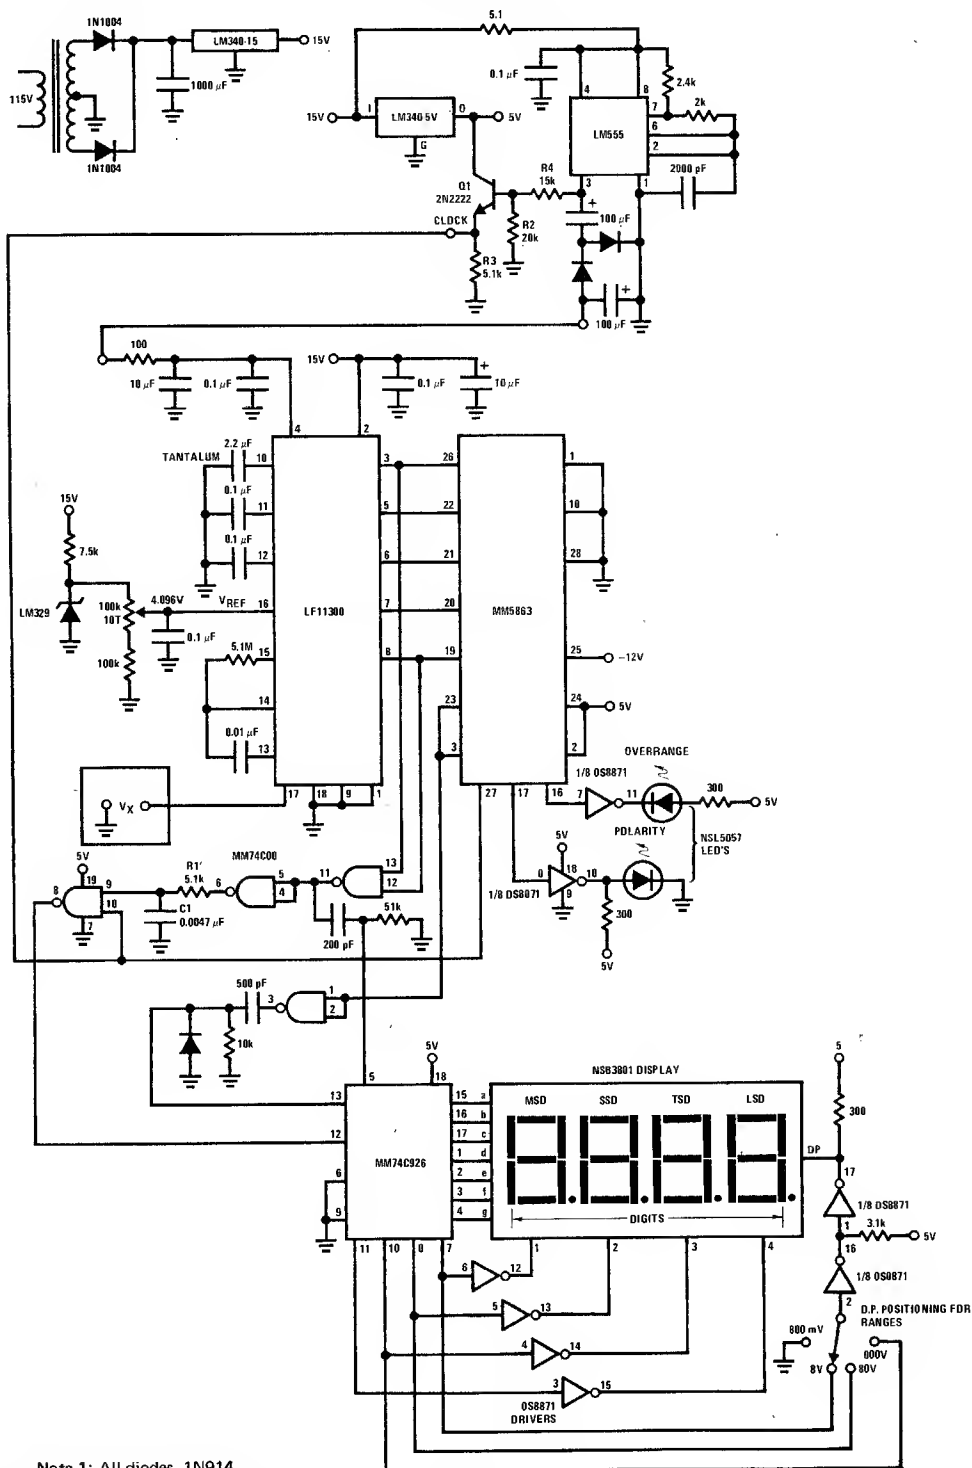 1N1004
LM340-15
15V
115V
1000 μF
1N1004
5.1
0.1 μF
4
8
2.4k
2k
7
6
2
LM555
3
1
2000 pF
15V
I
LM340-5V
O
5V
G
Q1
2N2222
R4
15k
R2
20k
CLOCK
R3
5.1k
+
100 μF
+
100 μF
100
10 μF
0.1 μF
15V
0.1 μF
+
10 μF
4
2
TANTALUM
2.2 μF
10
0.1 μF
11
0.1 μF
12
15V
7.5k
LM329
100k
10T
4.096V
VREF
16
0.1 μF
100k
5.1M
15
14
0.01 μF
13
LF11300
3
5
6
7
8
17
18
9
1
26
22
21
20
19
23
3
MM5863
1
10
28
25
-12V
24
5V
2
27
17
16
OVERRANGE
1/8 DS8871
7
11
300
5V
POLARITY
NSL5057
LED'S
5V
18
8
10
9
1/8 DS8871
300
5V
VX
MM74C00
5V
8
19
9
10
7
R1'
5.1k
6
5
4
11
13
12
C1
0.0047 μF
200 pF
51k
500 pF
3
1
2
10k
5V
5
18
13
12
6
9
MM74C926
15 a
16 b
17 c
1 d
2 e
3 f
4 g
11
10
8
7
NSB3881 DISPLAY
MSD SSD TSD LSD
DIGITS
DP
1
2
3
4
5
300
17
1/8 DS8871
1
3.1k
5V
16
1/8 DS8871
2
D.P. POSITIONING FOR
RANGES
800 mV
800V
8V
80V
6
12
5
13
4
14
3
15
DS8871
DRIVERS
Note 1: All diodes, 1N914